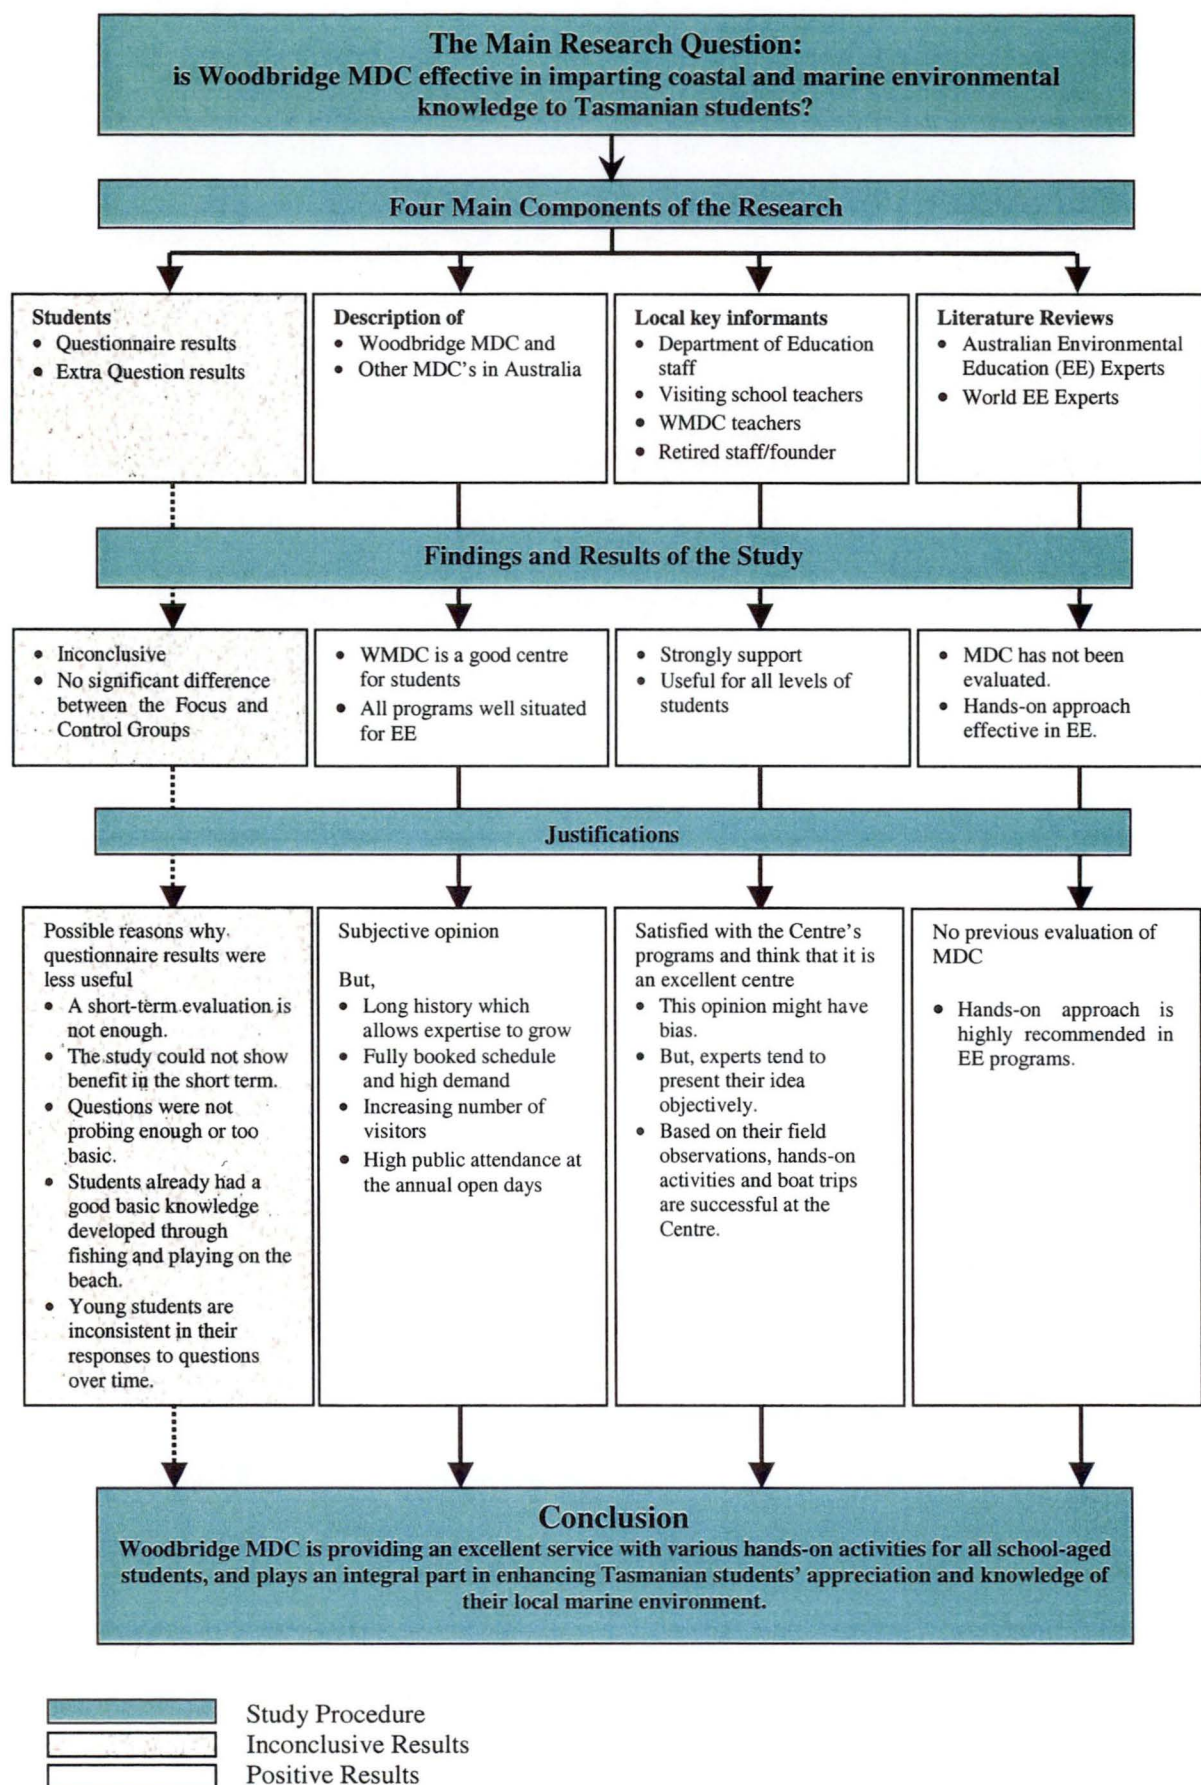 The Main Research Question:
is Woodbridge MDC effective in imparting coastal and marine environmental
knowledge to Tasmanian students?
Four Main Components of the Research
Students
• Questionnaire results
• Extra Question results
Description of
• Woodbridge MDC and
• Other MDC's in Australia
Local key informants
• Department of Education
staff
• Visiting school teachers
• WMDC teachers
• Retired staff/founder
Literature Reviews
• Australian Environmental
Education (EE) Experts
• World EE Experts
Findings and Results of the Study
• Inconclusive
• No significant difference
between the Focus and
Control Groups
• WMDC is a good centre
for students
• All programs well situated
for EE
• Strongly support
• Useful for all levels of
students
• MDC has not been
evaluated.
• Hands-on approach
effective in EE.
Justifications
Possible reasons why
questionnaire results were
less useful
• A short-term evaluation is
not enough.
• The study could not show
benefit in the short term.
• Questions were not
probing enough or too
basic.
• Students already had a
good basic knowledge
developed through
fishing and playing on the
beach.
• Young students are
inconsistent in their
responses to questions
over time.
Subjective opinion
But,
• Long history which
allows expertise to grow
• Fully booked schedule
and high demand
• Increasing number of
visitors
• High public attendance at
the annual open days
Satisfied with the Centre's
programs and think that it is
an excellent centre
• This opinion might have
bias.
• But, experts tend to
present their idea
objectively.
• Based on their field
observations, hands-on
activities and boat trips
are successful at the
Centre.
No previous evaluation of
MDC
• Hands-on approach is
highly recommended in
EE programs.
Conclusion
Woodbridge MDC is providing an excellent service with various hands-on activities for all school-aged
students, and plays an integral part in enhancing Tasmanian students' appreciation and knowledge of
their local marine environment.
Study Procedure
Inconclusive Results
Positive Results